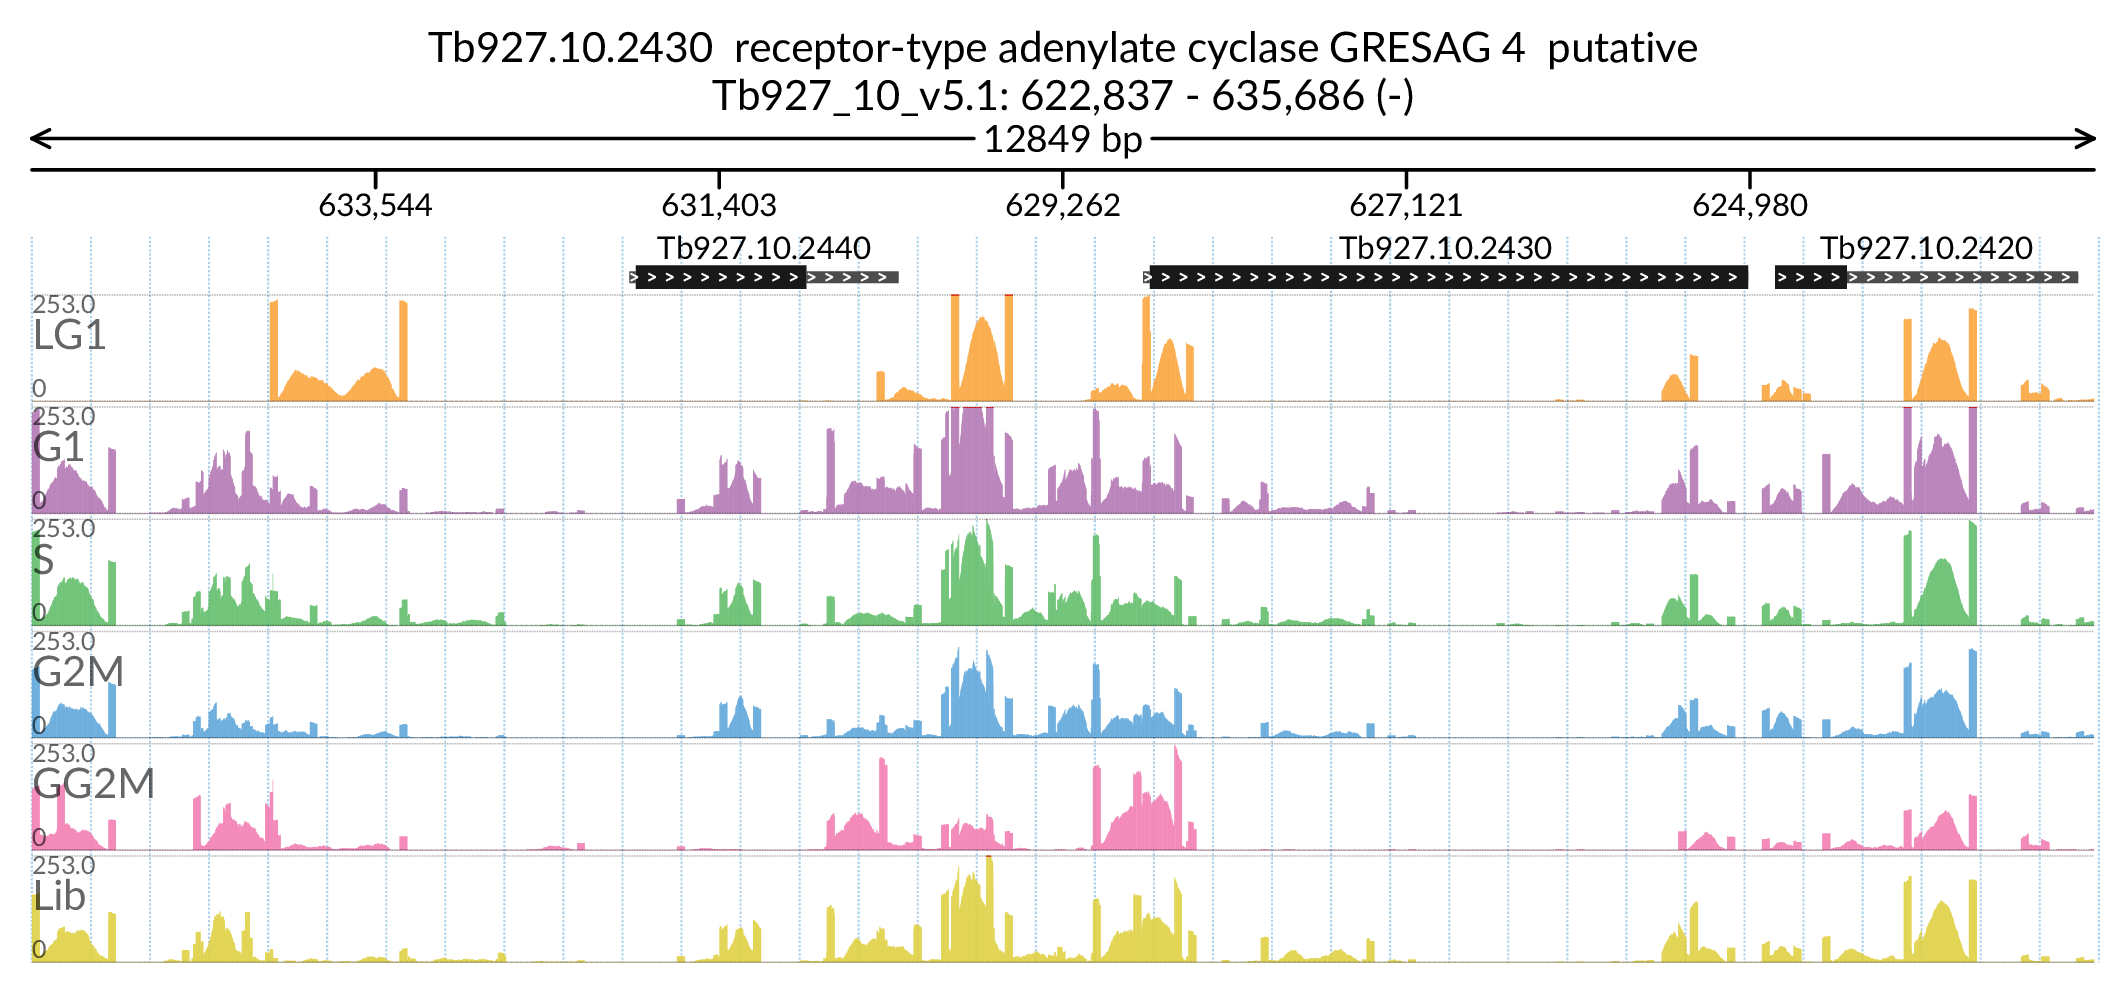 Tb927.10.2430 receptor-type adenylate cyclase GRESAG 4 putative
Tb927_10_v5.1: 622,837 - 635,686 (-)
12849 bp
633,544 631,403 629,262 627,121 624,980
Tb927.10.2440 Tb927.10.2430 Tb927.10.2420
253.0
LG1
0
253.0
G1
0
253.0
S
0
253.0
G2M
0
253.0
GG2M
0
253.0
Lib
0